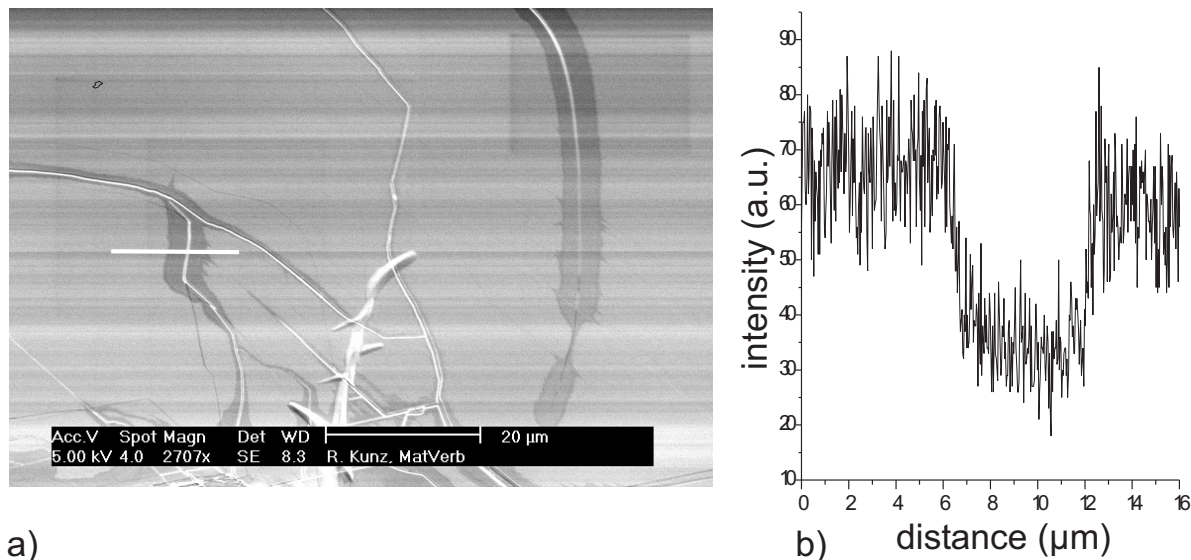 Acc.V Spot Magn Det WD 20 µm
5.00 kV 4.0 2707x SE 8.3 R. Kunz, MatVerb
a)
intensity (a.u.)
90
80
70
60
50
40
30
20
10
0 2 4 6 8 10 12 14 16
distance (µm)
b)